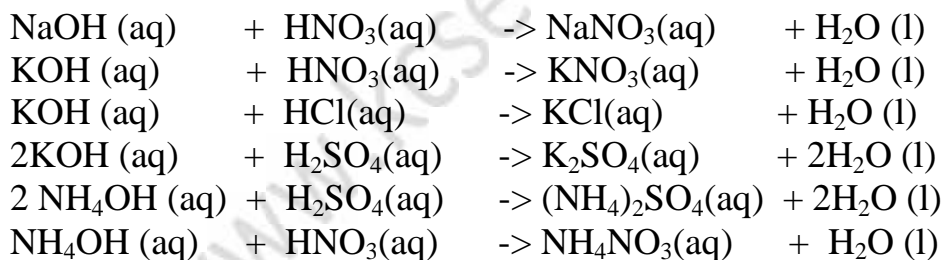 NaOH (aq) + HNO₃(aq) -> NaNO₃(aq) + H₂O (l)
KOH (aq) + HNO₃(aq) -> KNO₃(aq) + H₂O (l)
KOH (aq) + HCl(aq) -> KCl(aq) + H₂O (l)
2KOH (aq) + H₂SO₄(aq) -> K₂SO₄(aq) + 2H₂O (l)
2 NH₄OH (aq) + H₂SO₄(aq) -> (NH₄)₂SO₄(aq) + 2H₂O (l)
NH₄OH (aq) + HNO₃(aq) -> NH₄NO₃(aq) + H₂O (l)